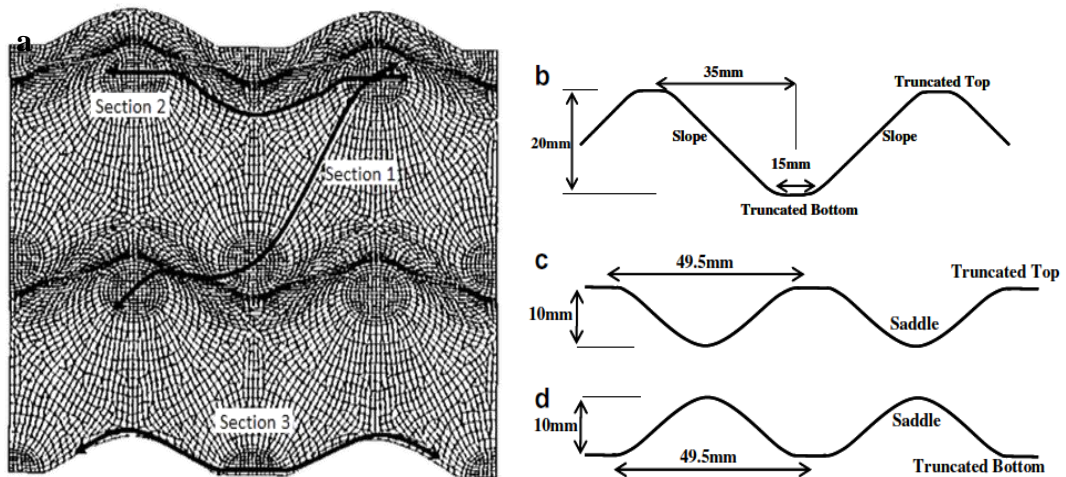 a
Section 2
Section 1
Section 3
b
35mm
Truncated Top
20mm
Slope
Slope
15mm
Truncated Bottom
c
49.5mm
Truncated Top
10mm
Saddle
d
10mm
Saddle
49.5mm
Truncated Bottom